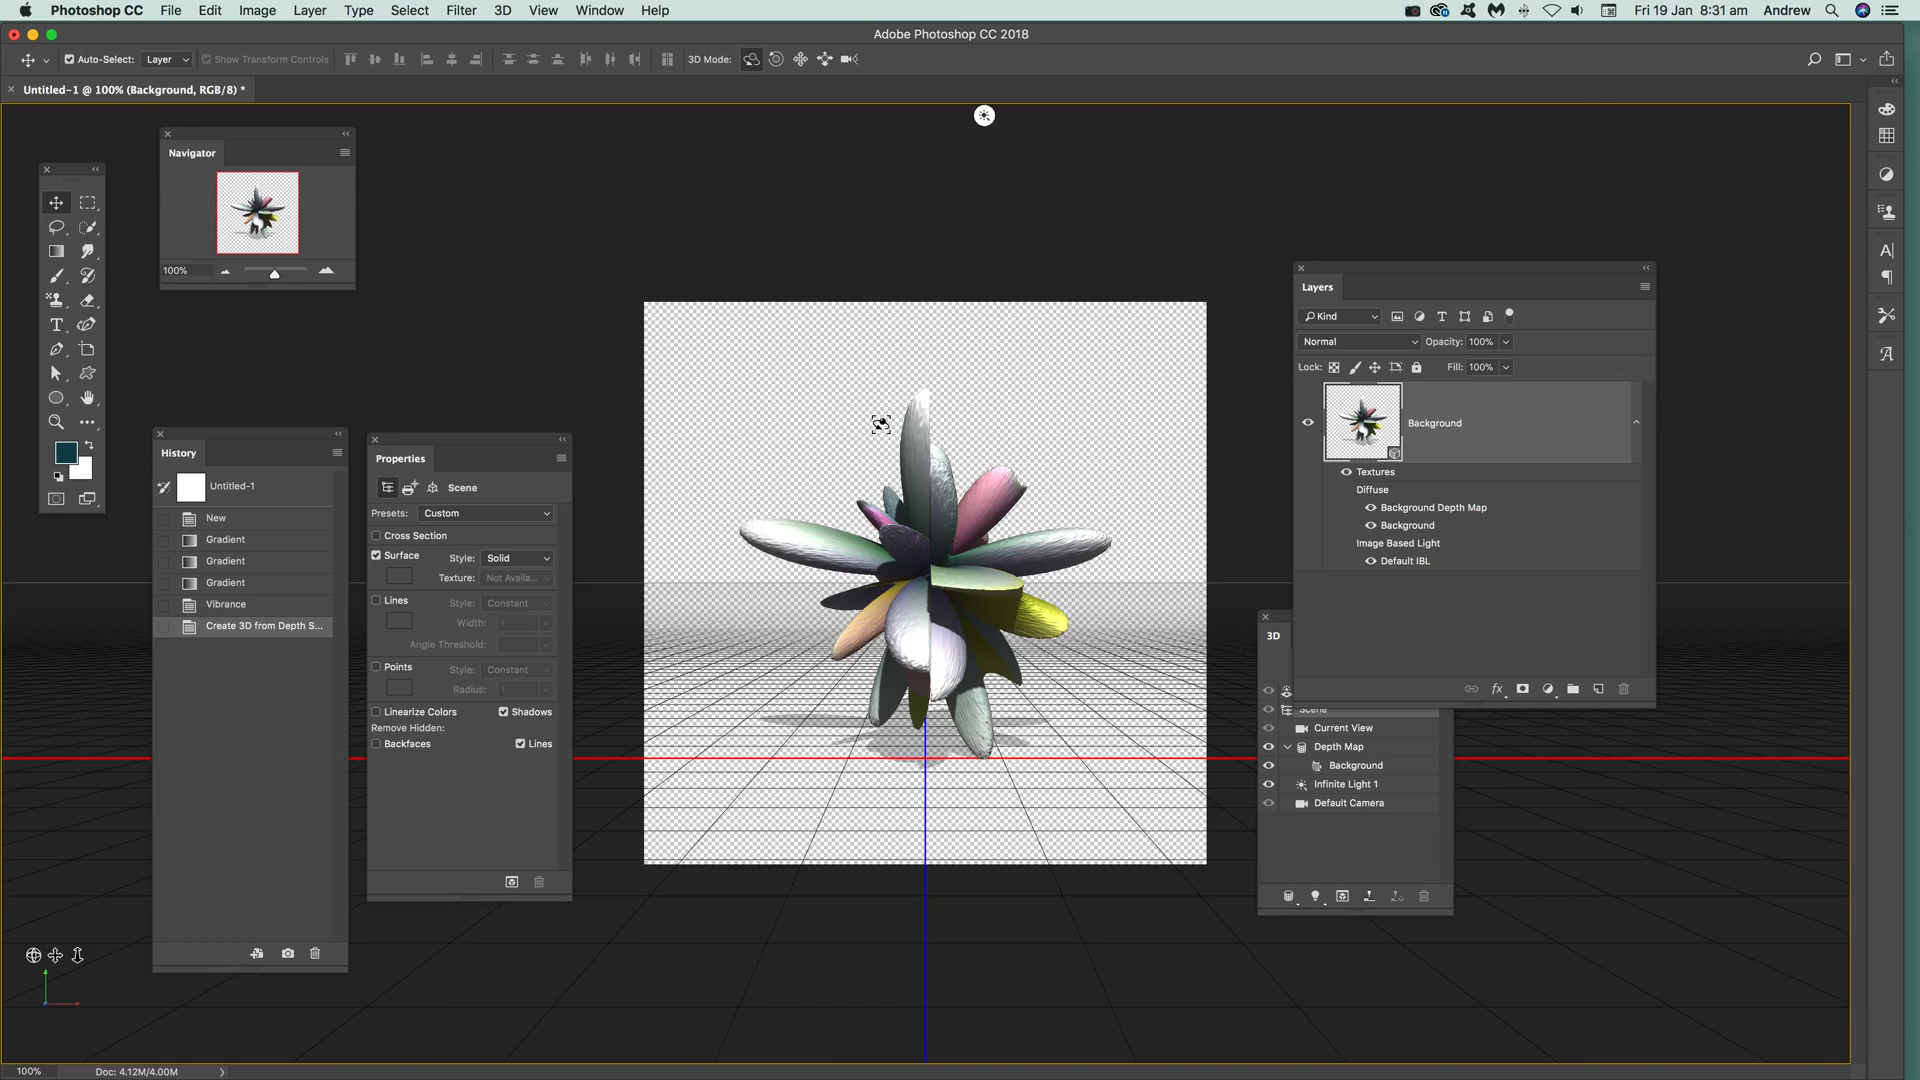 Photoshop CC File Edit Image Layer Type Select Filter 3D View Window Help Fri 19 Jan 8:31 am Andrew
Adobe Photoshop CC 2018
Auto-Select: Layer Show Transform Controls 3D Mode:
Untitled-1 @ 100% (Background, RGB/8) *
Navigator
100%
History
Untitled-1
New
Gradient
Gradient
Gradient
Vibrance
Create 3D from Depth S...
Properties
Scene
Presets: Custom
Cross Section
Surface Style: Solid
Texture: Not Availa...
Lines Style: Constant
Width: 1
Angle Threshold:
Points Style: Constant
Radius: 1
Linearize Colors Shadows
Remove Hidden:
Backfaces Lines
Layers
Kind
Normal Opacity: 100%
Lock: Fill: 100%
Background
Textures
Diffuse
Background Depth Map
Background
Image Based Light
Default IBL
fx
3D
Scene
Current View
Depth Map
Background
Infinite Light 1
Default Camera
100% Doc: 4.12M/4.00M